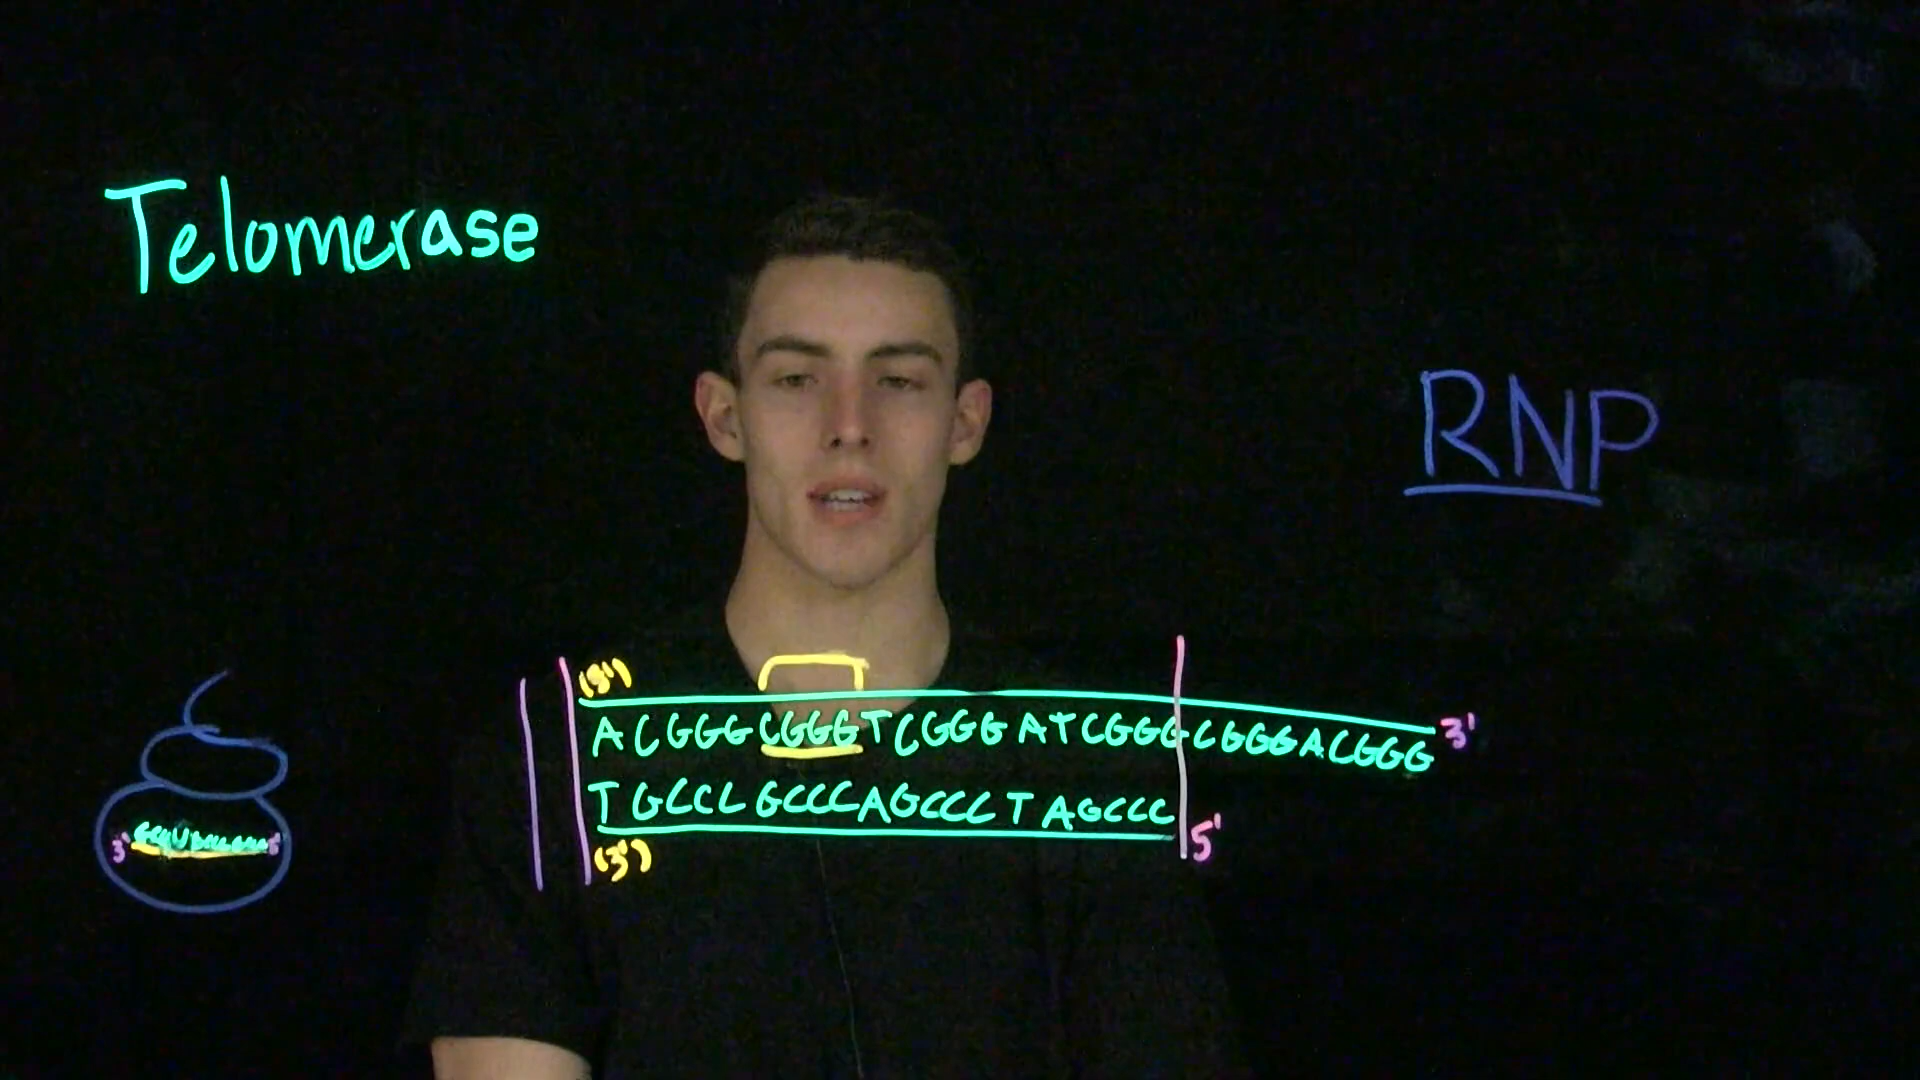 Telomerase
RNP
(5')
ACGGGCGGGTCGGGATCGGGCGGGACGGG 3'
TGCCCGCCCAGCCCTAGCCC 5'
(3')
3' 5'